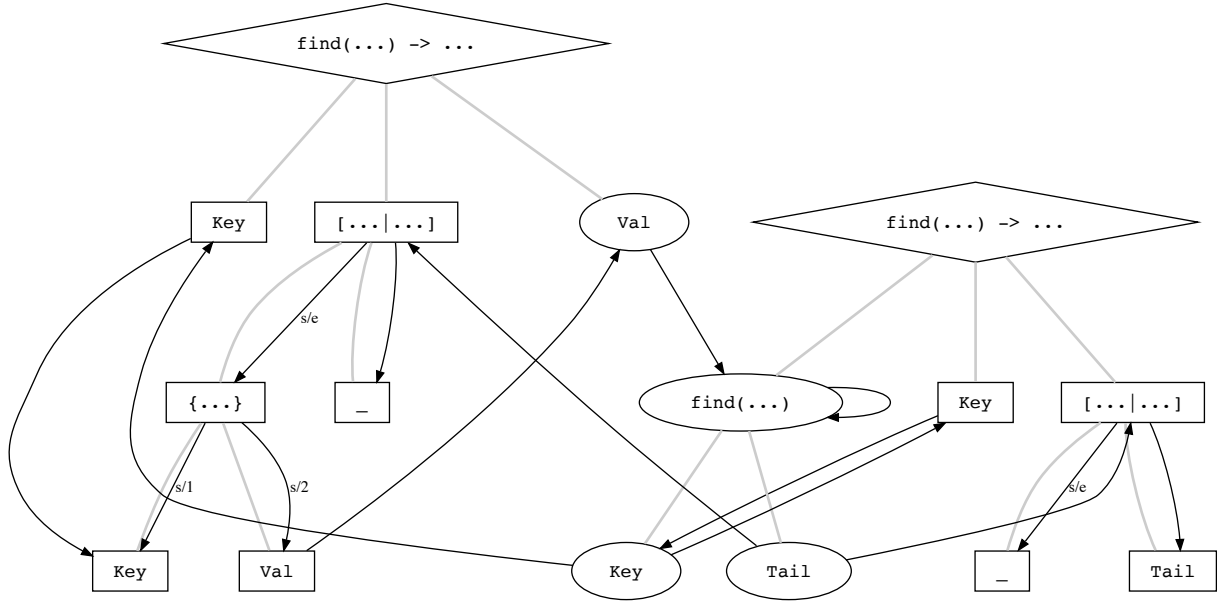 find(...) -> ...
Key
[...|...]
Val
find(...) -> ...
s/e
{...}
_
find(...)
Key
[...|...]
s/1
s/2
s/e
Key
Val
Key
Tail
_
Tail